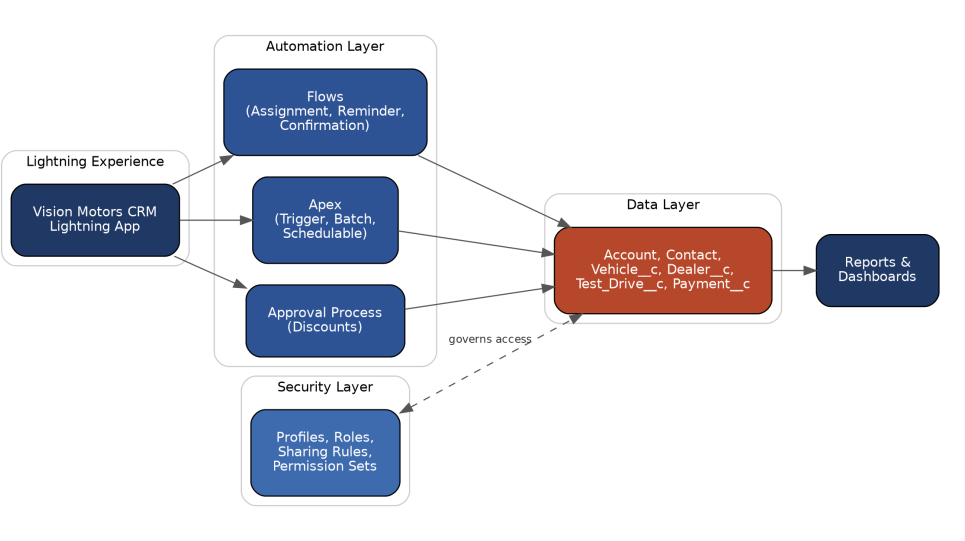 Lightning Experience
Vision Motors CRM
Lightning App
Automation Layer
Flows
(Assignment, Reminder,
Confirmation)
Apex
(Trigger, Batch,
Schedulable)
Approval Process
(Discounts)
Security Layer
Profiles, Roles,
Sharing Rules,
Permission Sets
governs access
Data Layer
Account, Contact,
Vehicle__c, Dealer__c,
Test_Drive__c, Payment__c
Reports &
Dashboards